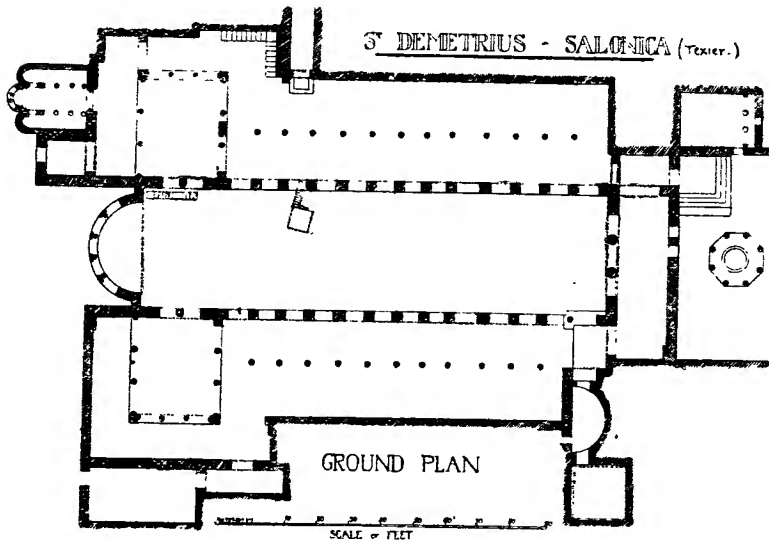 Sᵗ DEMETRIUS - SALONICA (Texier.)
GROUND PLAN
SCALE OF FEET